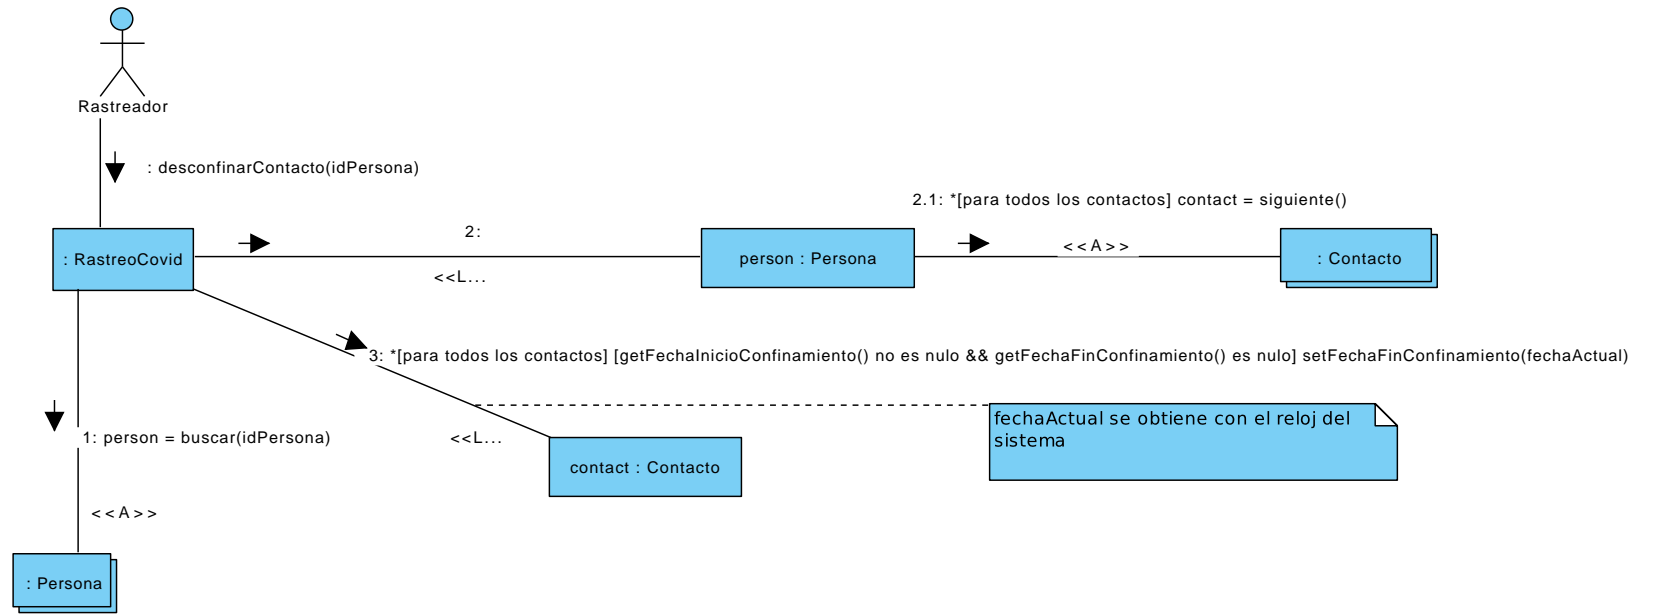 Rastreador
: desconfinarContacto(idPersona)
2.1: *[para todos los contactos] contact = siguiente()
2:
<<A>>
: RastreoCovid
person : Persona
: Contacto
<<L...
3: *[para todos los contactos] [getFechaInicioConfinamiento() no es nulo && getFechaFinConfinamiento() es nulo] setFechaFinConfinamiento(fechaActual)
fechaActual se obtiene con el reloj del
sistema
1: person = buscar(idPersona)
<<L...
contact : Contacto
<<A>>
: Persona